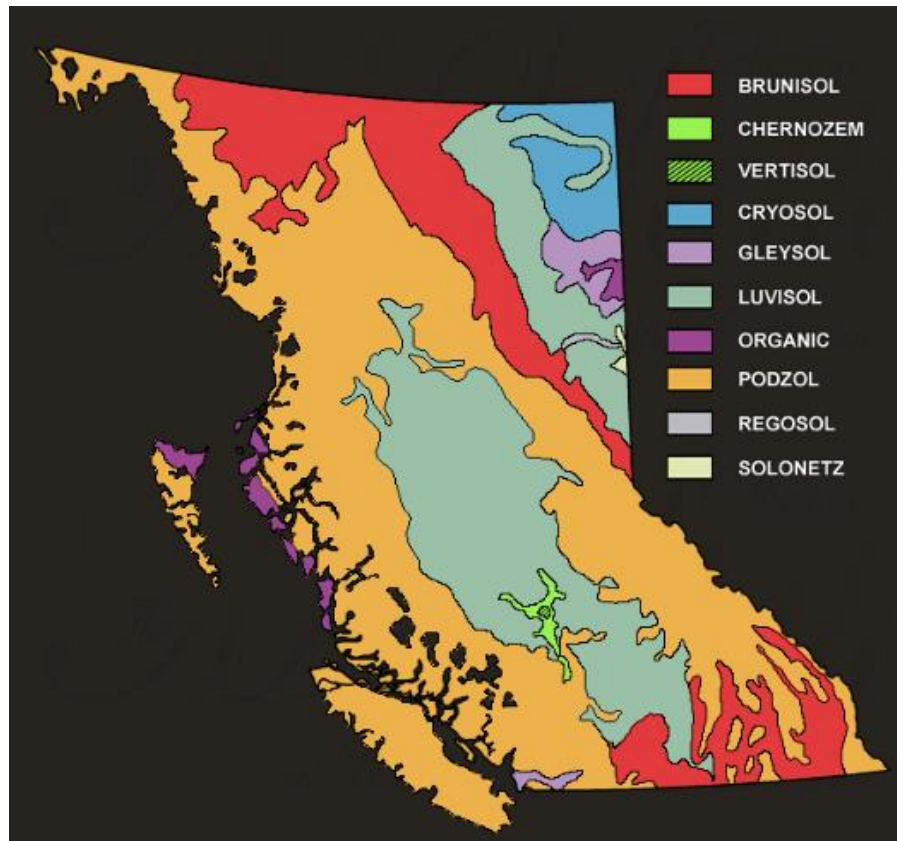 BRUNISOL
CHERNOZEM
VERTISOL
CRYOSOL
GLEYSOL
LUVISOL
ORGANIC
PODZOL
REGOSOL
SOLONETZ